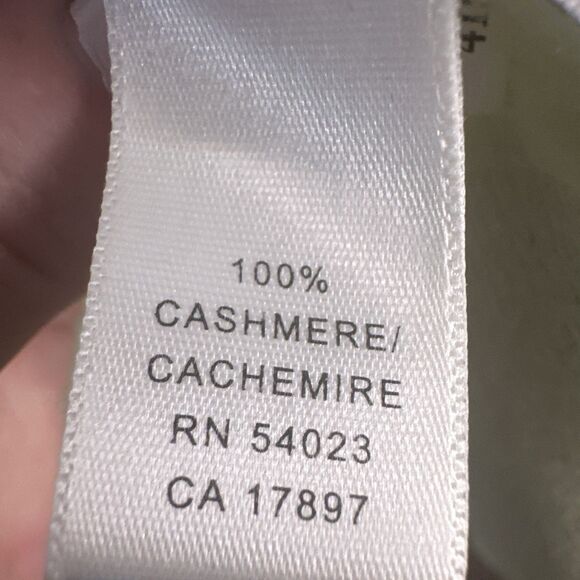 100%
CASHMERE/
CACHEMIRE
RN 54023
CA 17897